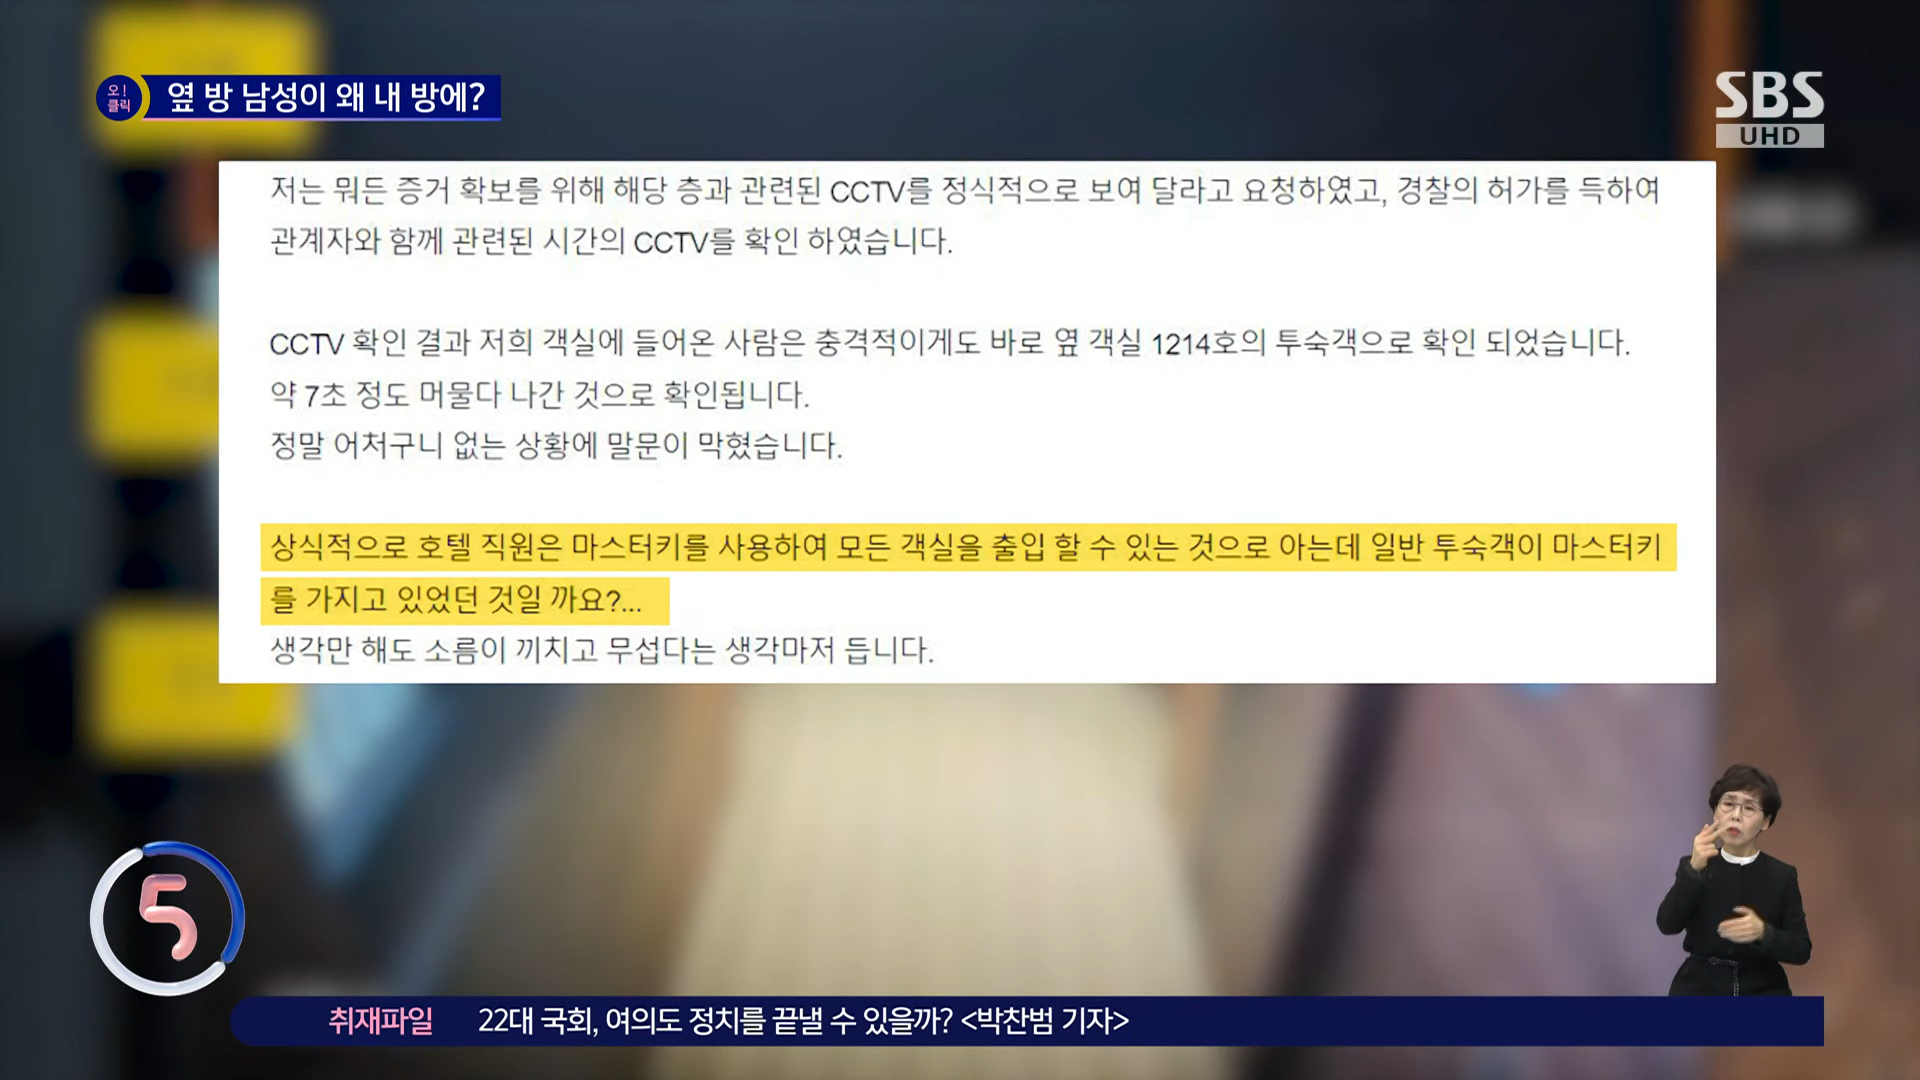 오!
클릭
옆 방 남성이 왜 내 방에?
SBS
UHD
저는 뭐든 증거 확보를 위해 해당 층과 관련된 CCTV를 정식적으로 보여 달라고 요청하였고, 경찰의 허가를 득하여
관계자와 함께 관련된 시간의 CCTV를 확인 하였습니다.
CCTV 확인 결과 저희 객실에 들어온 사람은 충격적이게도 바로 옆 객실 1214호의 투숙객으로 확인 되었습니다.
약 7초 정도 머물다 나간 것으로 확인됩니다.
정말 어처구니 없는 상황에 말문이 막혔습니다.
상식적으로 호텔 직원은 마스터키를 사용하여 모든 객실을 출입 할 수 있는 것으로 아는데 일반 투숙객이 마스터키
를 가지고 있었던 것일 까요?...
생각만 해도 소름이 끼치고 무섭다는 생각마저 듭니다.
5
취재파일 22대 국회, 여의도 정치를 끝낼 수 있을까? <박찬범 기자>